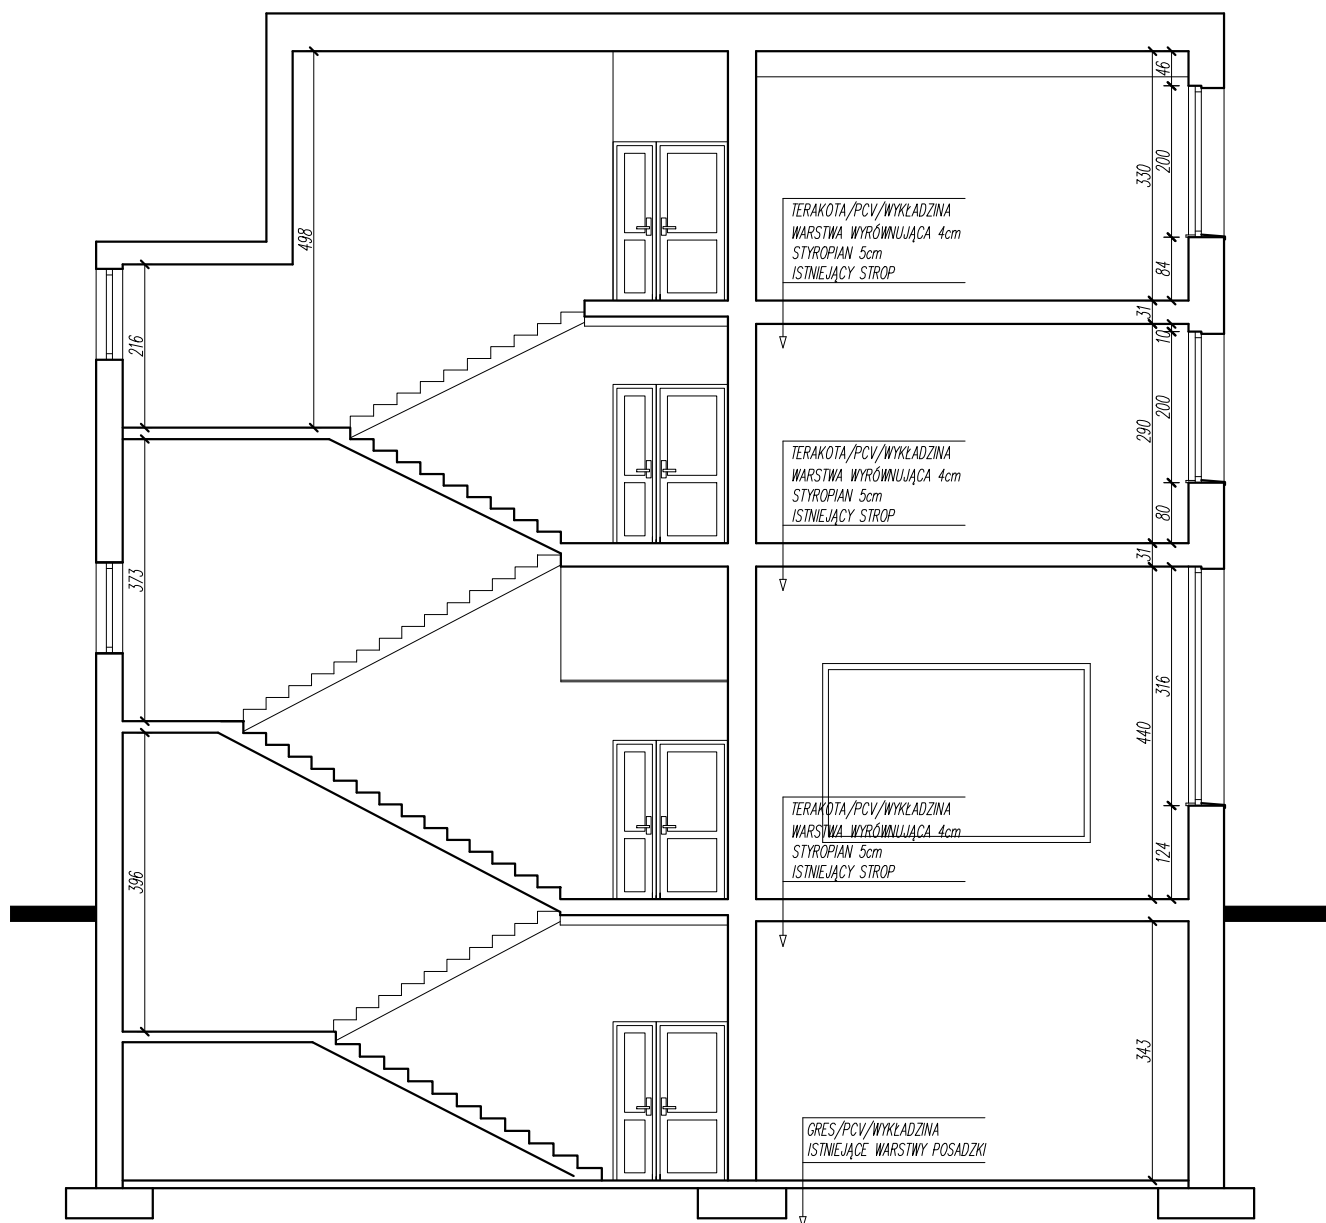 46
200
330
TERAKOTA/PCV/WYKŁADZINA
WARSTWA WYRÓWNUJĄCA 4cm
STYROPIAN 5cm
ISTNIEJĄCY STROP
498
84
31
10
216
200
290
TERAKOTA/PCV/WYKŁADZINA
WARSTWA WYRÓWNUJĄCA 4cm
STYROPIAN 5cm
ISTNIEJĄCY STROP
80
31
373
316
440
TERAKOTA/PCV/WYKŁADZINA
WARSTWA WYRÓWNUJĄCA 4cm
STYROPIAN 5cm
ISTNIEJĄCY STROP
124
396
343
GRES/PCV/WYKŁADZINA
ISTNIEJĄCE WARSTWY POSADZKI